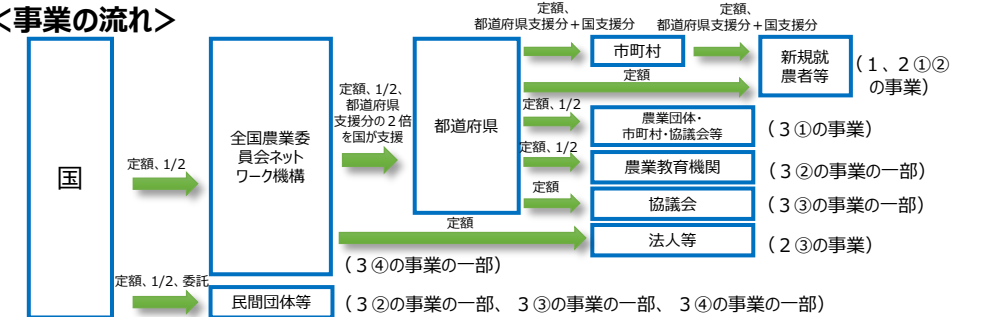 ＜事業の流れ＞
定額、
都道府県支援分＋国支援分
定額、
都道府県支援分＋国支援分
市町村
新規就
農者等
（１、２①②
の事業）
定額
国
定額、1/2
全国農業委
員会ネット
ワーク機構
定額、1/2、
都道府県
支援分の２倍
を国が支援
都道府県
定額、1/2
農業団体・
市町村・協議会等
（３①の事業）
定額、1/2
農業教育機関
（３②の事業の一部）
定額
協議会
（３③の事業の一部）
定額
法人等
（２③の事業）
（３④の事業の一部）
定額、1/2、委託
民間団体等
（３②の事業の一部、３③の事業の一部、３④の事業の一部）